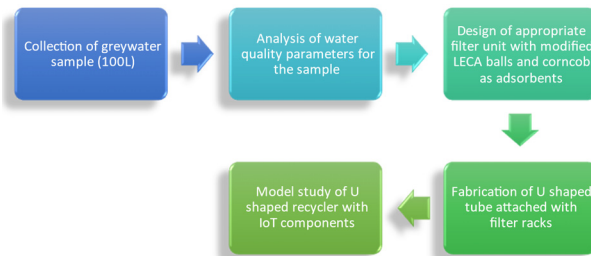 Collection of greywater
sample (100L)
Analysis of water
quality parameters for
the sample
Design of appropriate
filter unit with modified
LECA balls and corncob
as adsorbents
Fabrication of U shaped
tube attached with
filter racks
Model study of U
shaped recycler with
IoT components